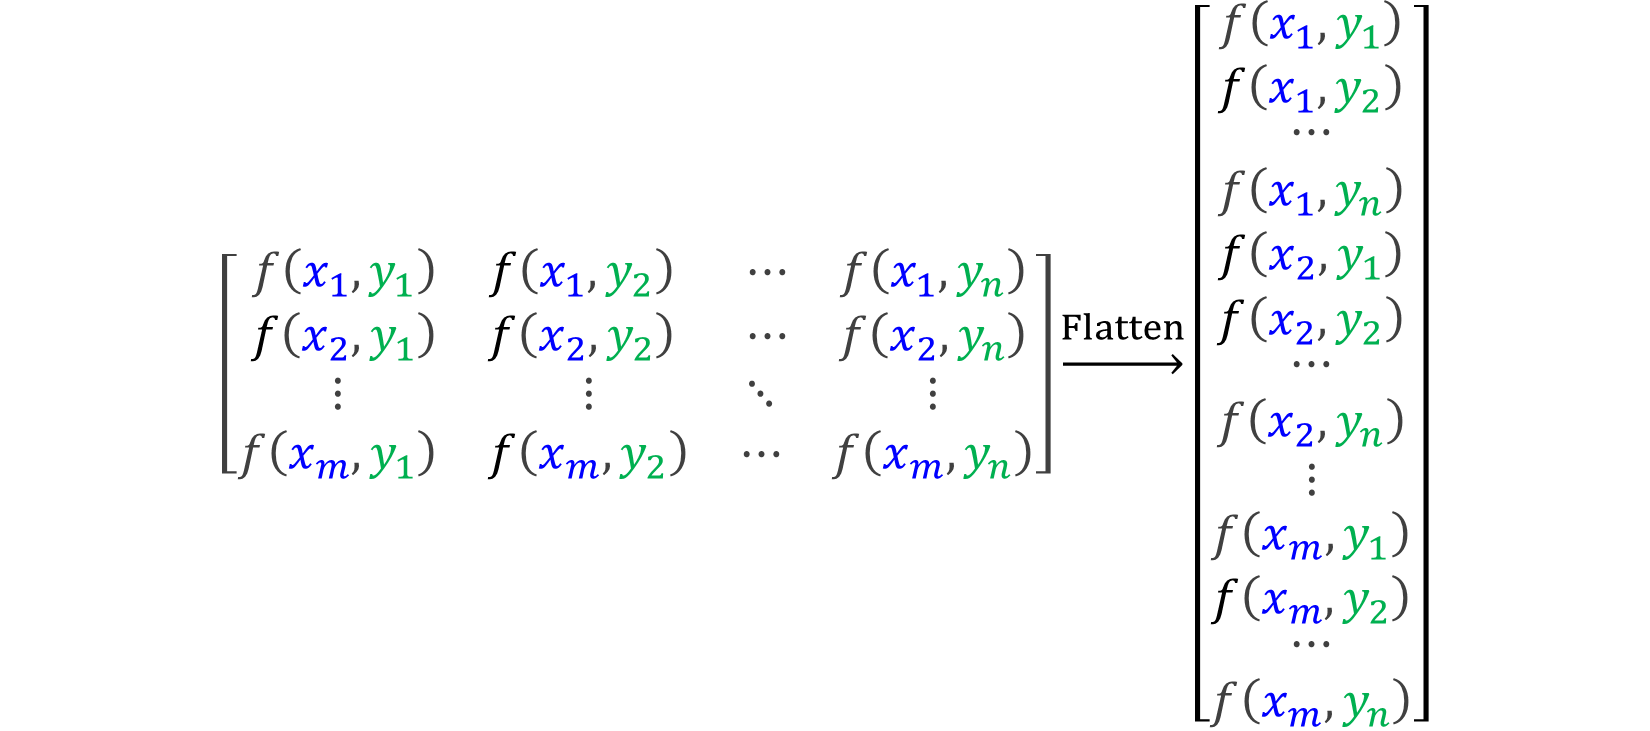 f(x₁, y₁) f(x₁, y₂) ⋯ f(x₁, yₙ)
f(x₂, y₁) f(x₂, y₂) ⋯ f(x₂, yₙ)
⋮ ⋮ ⋱ ⋮
f(xₘ, y₁) f(xₘ, y₂) ⋯ f(xₘ, yₙ)
Flatten
f(x₁, y₁)
f(x₁, y₂)
⋯
f(x₁, yₙ)
f(x₂, y₁)
f(x₂, y₂)
⋯
f(x₂, yₙ)
⋮
f(xₘ, y₁)
f(xₘ, y₂)
⋯
f(xₘ, yₙ)